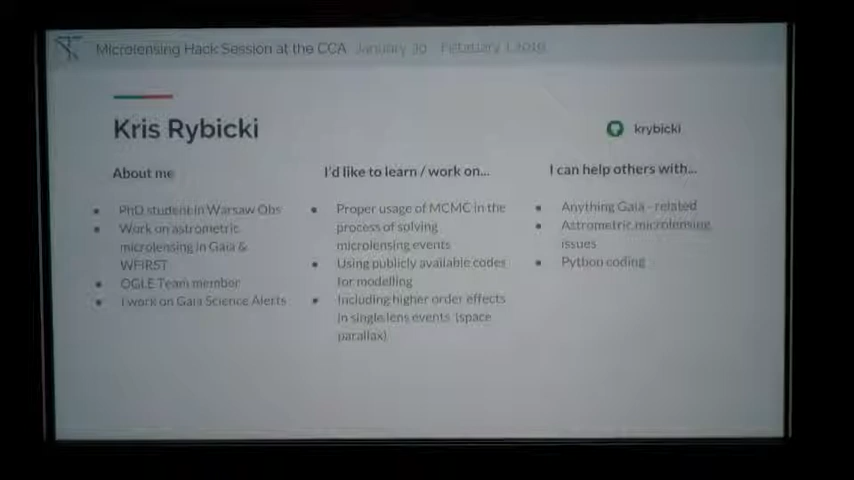 Microlensing Hack Session at the CCA January 30 - February 1 2019
Kris Rybicki
krybicki
About me
PhD student in Warsaw Obs
Work on astrometric
microlensing in Gaia &
WFIRST
OGLE Team member
I work on Gaia Science Alerts
I'd like to learn / work on...
Proper usage of MCMC in the
process of solving
microlensing events
Using publicly available codes
for modelling
Including higher order effects
in single lens events (space
parallax)
I can help others with...
Anything Gaia - related
Astrometric microlensing
issues
Python coding